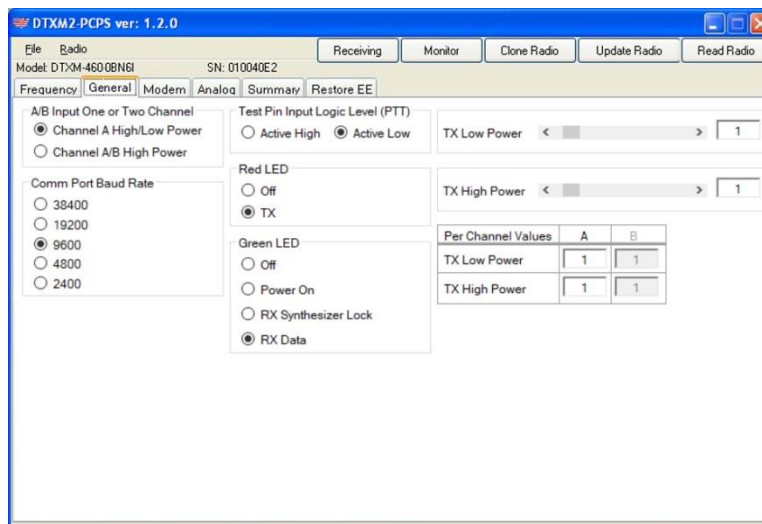 DTXM2-PCPS ver: 1.2.0
File Radio
Receiving Monitor Clone Radio Update Radio Read Radio
Model: DTXM-460-0BN6I SN: 010040E2
Frequency General Modem Analog Summary Restore EE
A/B Input One or Two Channel
Channel A High/Low Power
Channel A/B High Power
Comm Port Baud Rate
38400
19200
9600
4800
2400
Test Pin Input Logic Level (PTT)
Active High Active Low
Red LED
Off
TX
Green LED
Off
Power On
RX Synthesizer Lock
RX Data
TX Low Power 1
TX High Power 1
Per Channel Values A B
TX Low Power 1 1
TX High Power 1 1